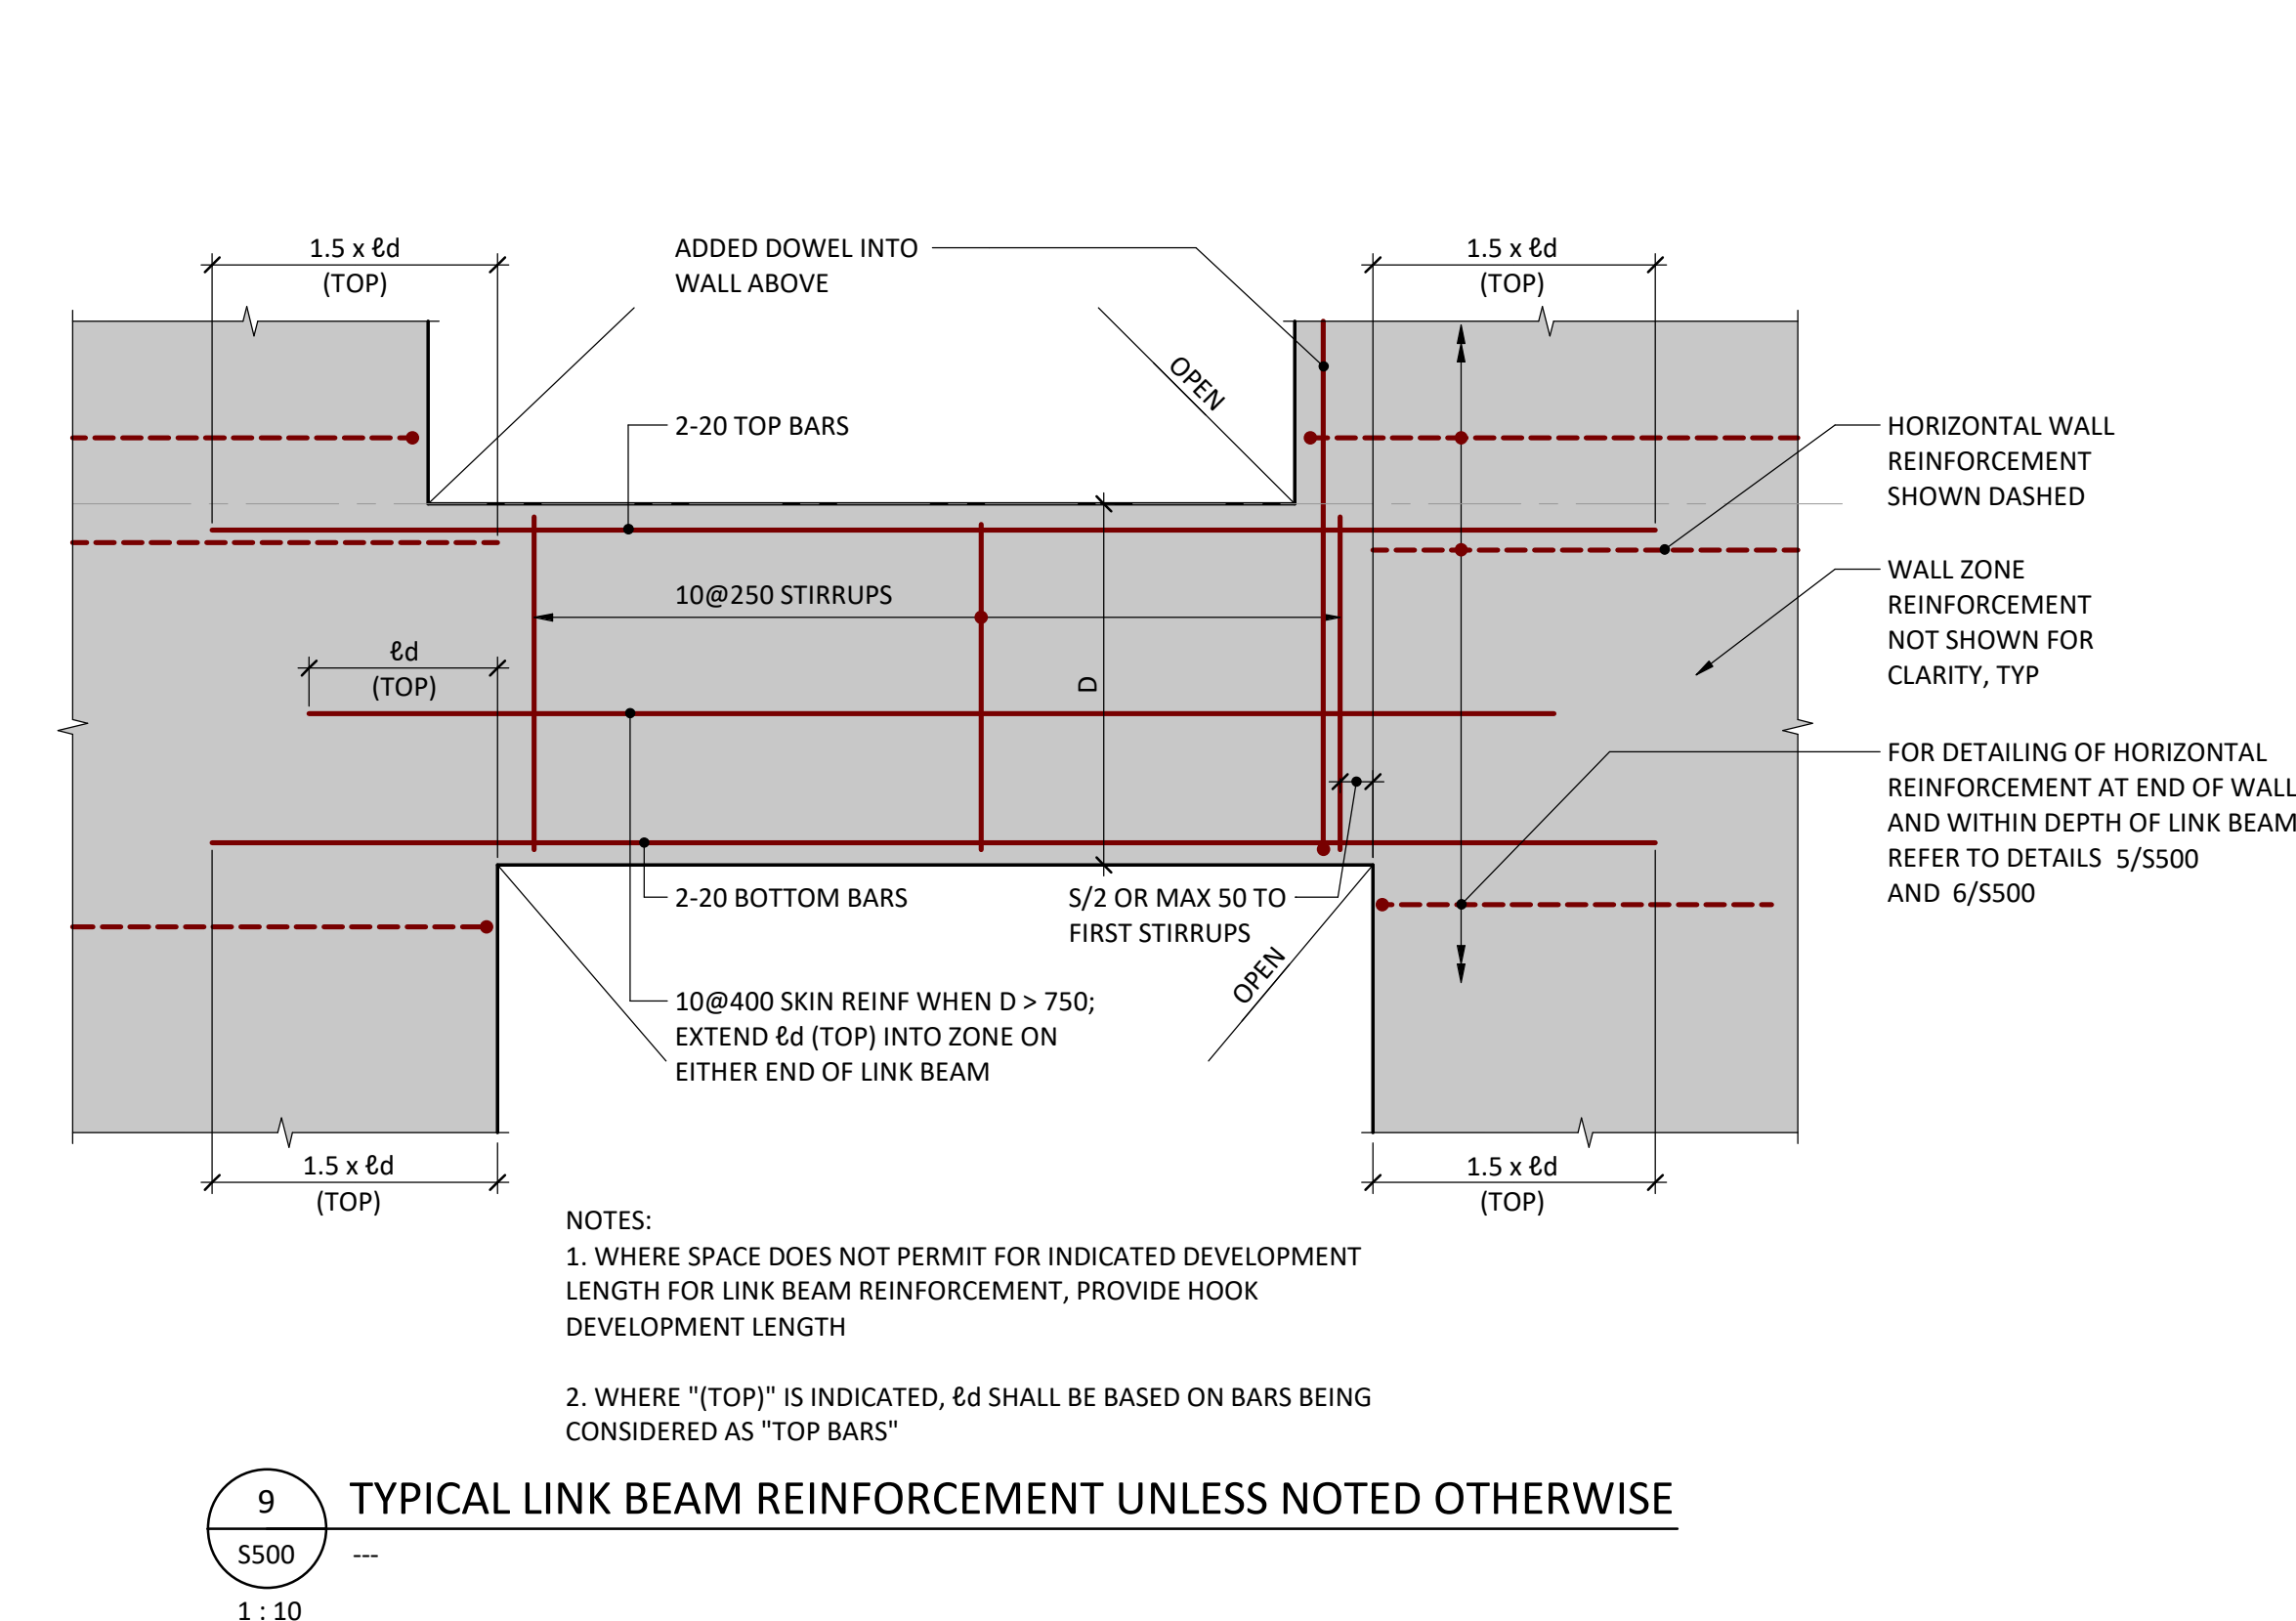 1.5 x ℓd
(TOP)
ADDED DOWEL INTO
WALL ABOVE
1.5 x ℓd
(TOP)
OPEN
2-20 TOP BARS
HORIZONTAL WALL
REINFORCEMENT
SHOWN DASHED
10@250 STIRRUPS
WALL ZONE
REINFORCEMENT
NOT SHOWN FOR
CLARITY, TYP
ℓd
(TOP)
D
FOR DETAILING OF HORIZONTAL
REINFORCEMENT AT END OF WALL
AND WITHIN DEPTH OF LINK BEAM
REFER TO DETAILS 5/S500
AND 6/S500
2-20 BOTTOM BARS
S/2 OR MAX 50 TO
FIRST STIRRUPS
OPEN
10@400 SKIN REINF WHEN D > 750;
EXTEND ℓd (TOP) INTO ZONE ON
EITHER END OF LINK BEAM
1.5 x ℓd
(TOP)
1.5 x ℓd
(TOP)
NOTES:
1. WHERE SPACE DOES NOT PERMIT FOR INDICATED DEVELOPMENT
LENGTH FOR LINK BEAM REINFORCEMENT, PROVIDE HOOK
DEVELOPMENT LENGTH
2. WHERE "(TOP)" IS INDICATED, ℓd SHALL BE BASED ON BARS BEING
CONSIDERED AS "TOP BARS"
9
TYPICAL LINK BEAM REINFORCEMENT UNLESS NOTED OTHERWISE
S500
---
1 : 10